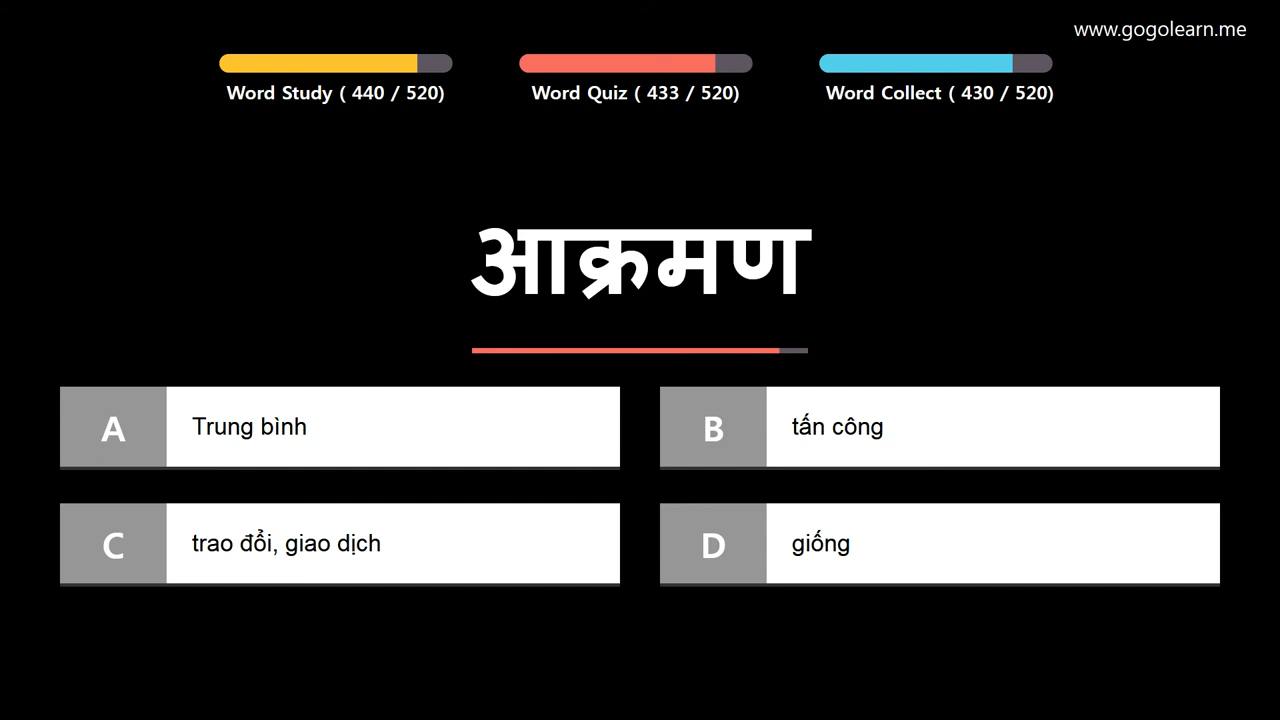 www.gogolearn.me
Word Study ( 440 / 520)
Word Quiz ( 433 / 520)
Word Collect ( 430 / 520)
आक्रमण
A
Trung bình
B
tấn công
C
trao đổi, giao dịch
D
giống